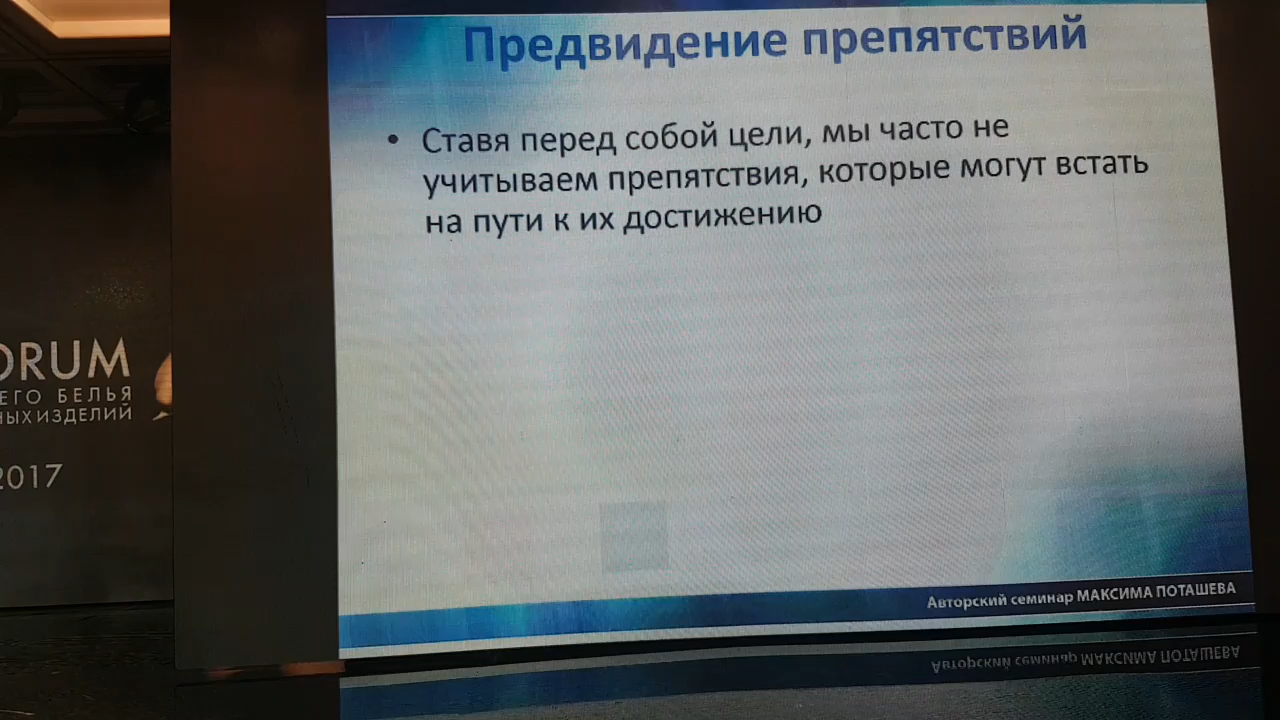 Предвидение препятствий
• Ставя перед собой цели, мы часто не
учитываем препятствия, которые могут встать
на пути к их достижению
Авторский семинар МАКСИМА ПОТАШЕВА
ORUM
ЕГО БЕЛЬЯ
НЫХ ИЗДЕЛИЙ
2017